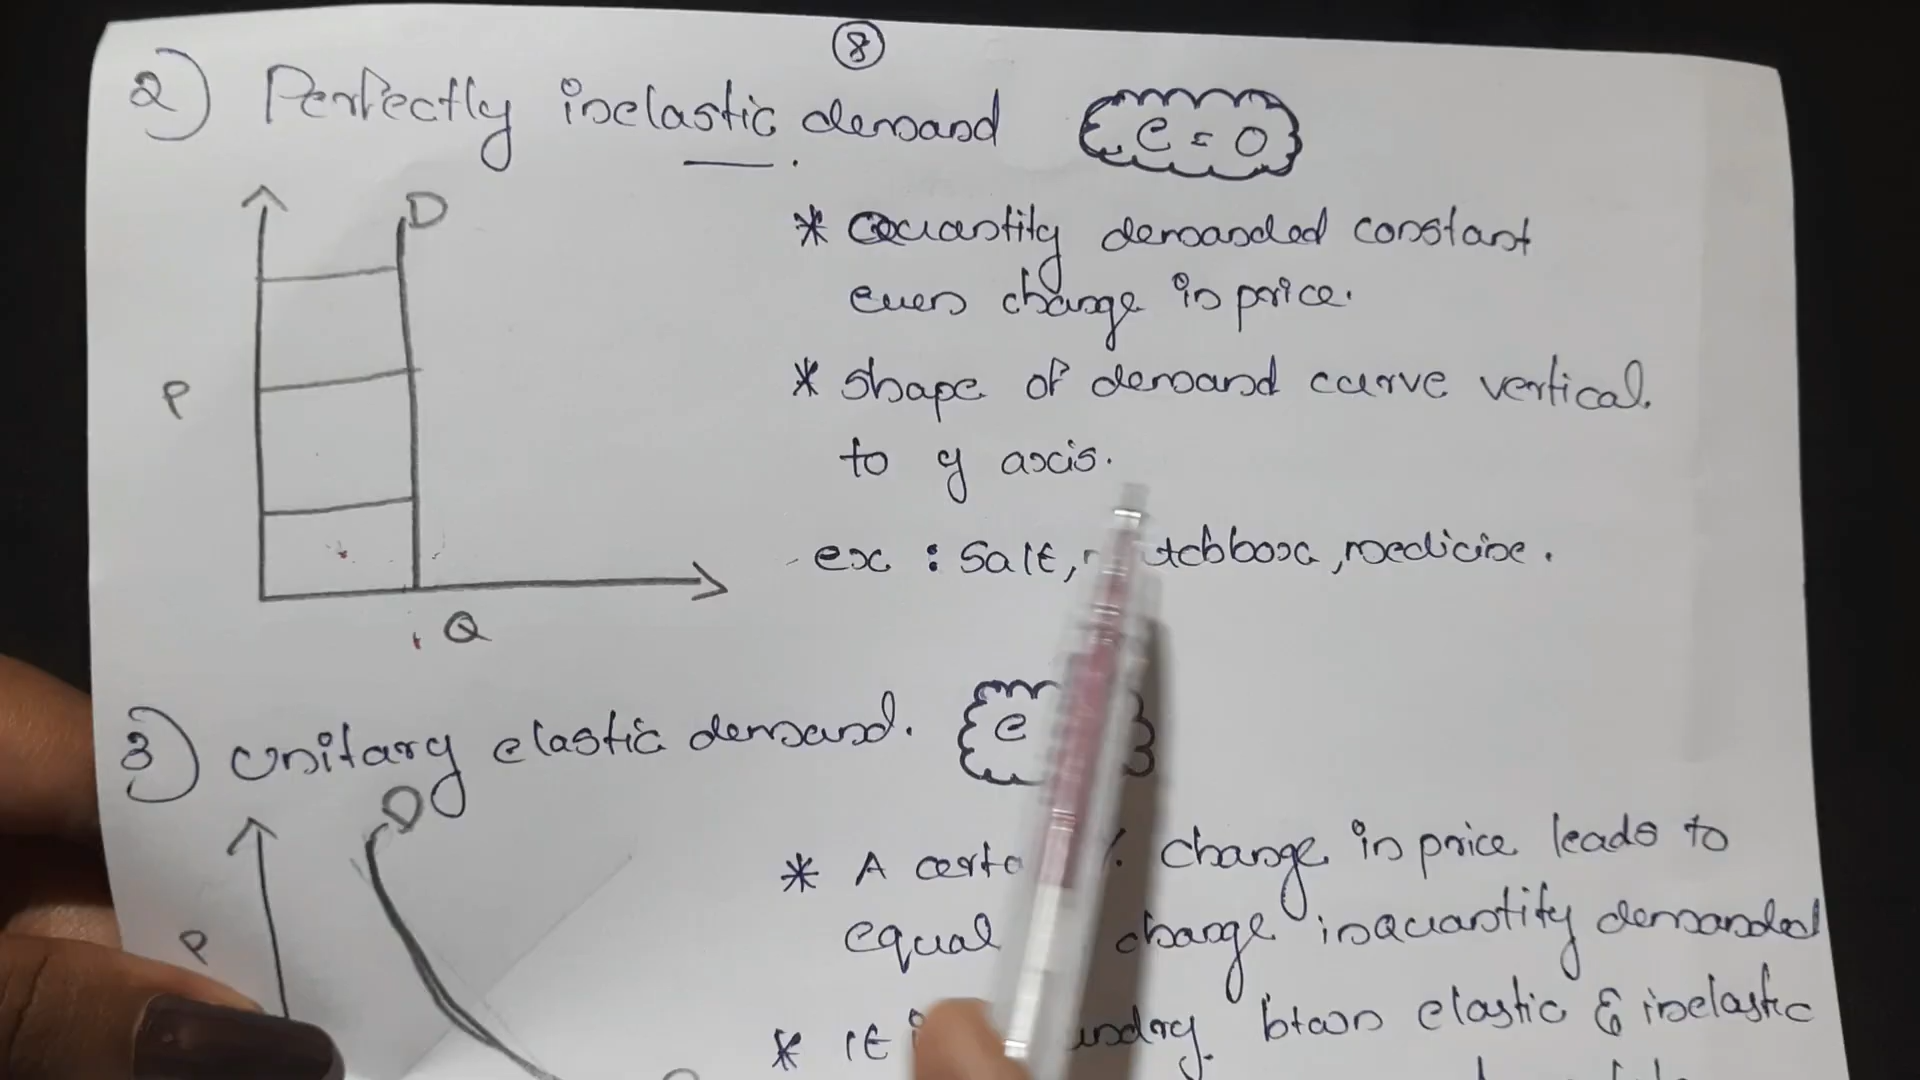 8
2) Perfectly inelastic demand e = 0
D
* Quantity demanded constant
even change in price.
P
* shape of demand curve vertical.
to y axis.
ex : Salt, medicine.
Q
3) Unitary elastic demand. e
D
* A change in price leads to
P
equal change in quantity demanded
* It btwn elastic & inelastic